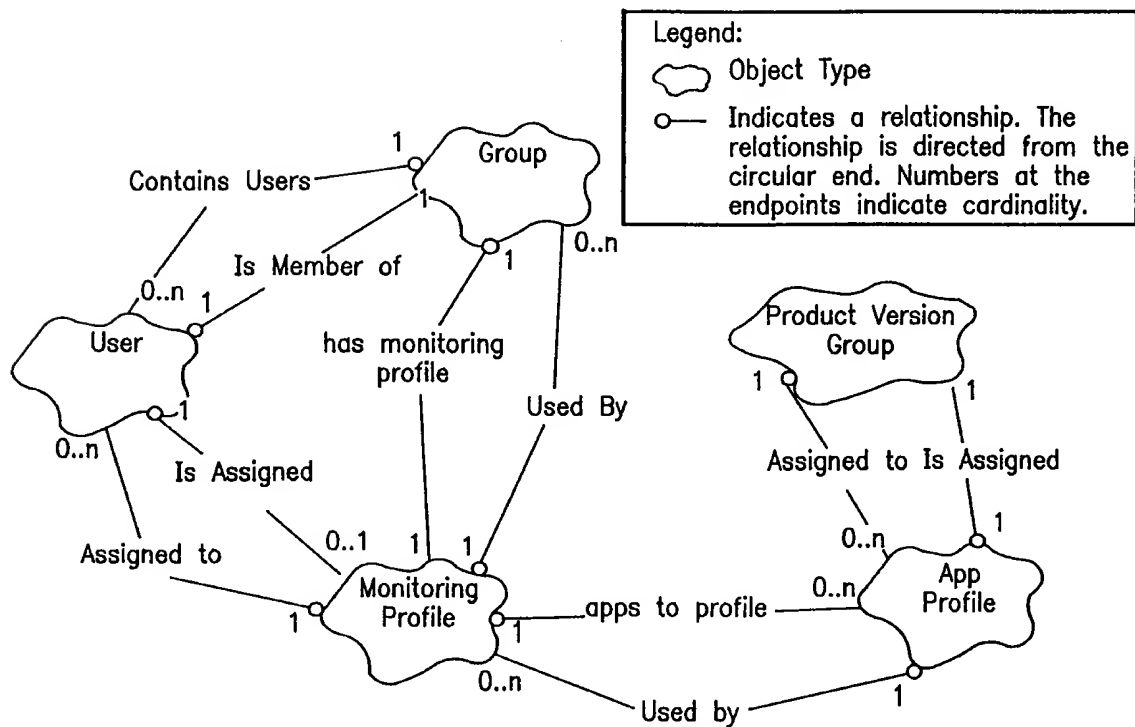 Legend:
Object Type
Indicates a relationship. The
relationship is directed from the
circular end. Numbers at the
endpoints indicate cardinality.
1
Group
Contains Users
1
Is Member of
1
0..n
0..n
1
User
has monitoring
profile
Product Version
Group
1
1
1
Used By
0..n
Is Assigned
Assigned to Is Assigned
0..1
1
1
0..n
1
Assigned to
Monitoring
Profile
App
Profile
0..n
apps to profile
1
1
0..n
1
Used by